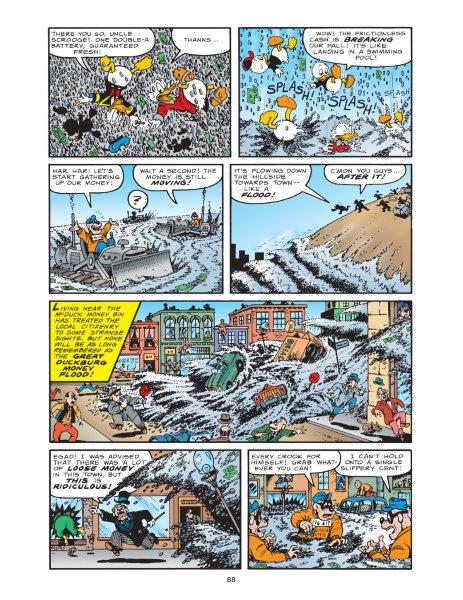 THERE YOU GO, UNCLE
SCROOGE! ONE DOUBLE-A
BATTERY, GUARANTEED
FRESH!
THANKS...
WOW! THE FRICTIONLESS
CASH IS BREAKING
OUR FALL! IT'S LIKE
LANDING IN A SWIMMING
POOL!
SPLASH!
SPLASH!
SPLASH
HAR HAR! LET'S
START GATHERING
UP OUR MONEY!
WAIT A SECOND! THE
MONEY IS STILL
MOVING!
?
IT'S FLOWING DOWN
THE HILLSIDE
TOWARDS TOWN--
LIKE A
FLOOD!
C'MON YOU GUYS...
AFTER IT!
LIVING NEAR THE
McDUCK MONEY BIN
HAS TREATED THE
LOCAL CITIZENRY
TO SOME STRANGE
SIGHTS, BUT NONE
WILL BE AS LONG
REMEMBERED AS
THE GREAT
DUCKBURG
MONEY
FLOOD!
EGAD! I WAS ADVISED
THAT THERE WAS A LOT
OF LOOSE MONEY
IN THIS TOWN, BUT
THIS IS
RIDICULOUS!
EVERY CROOK FOR
HIMSELF! GRAB WHAT-
EVER YOU CAN!
I CAN'T HOLD
ONTO A SINGLE
SLIPPERY CENT!
88